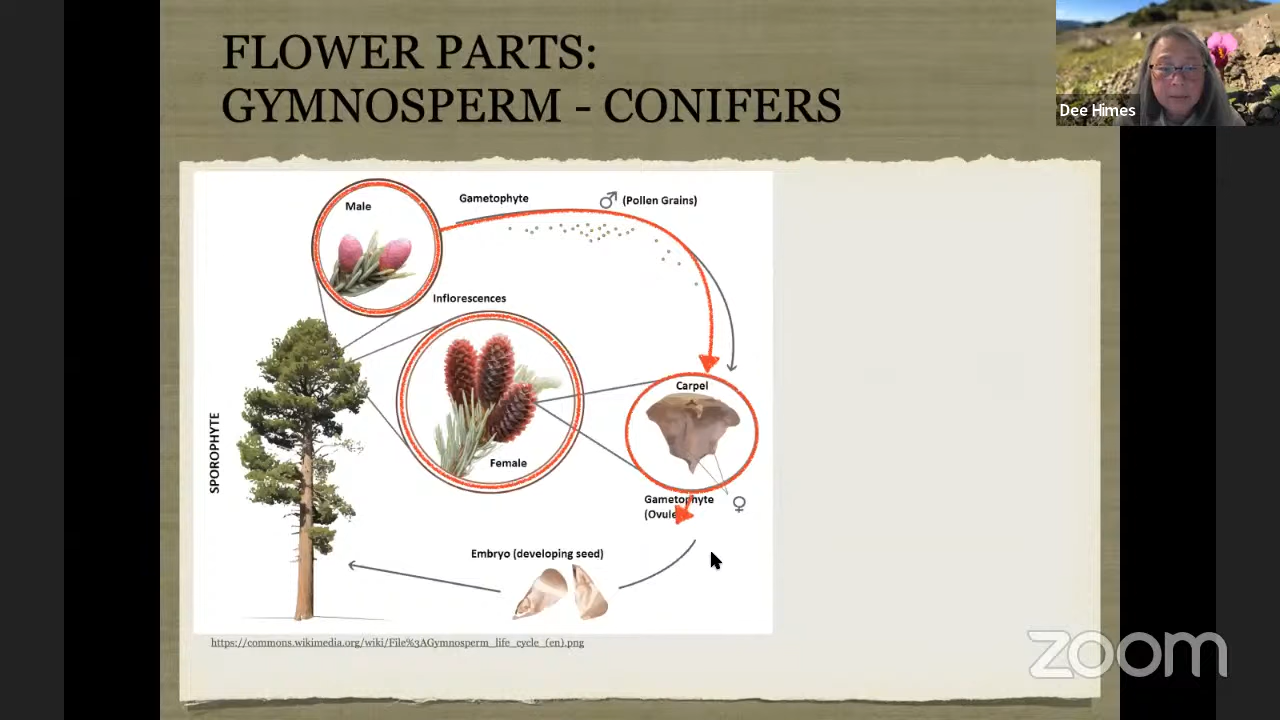 FLOWER PARTS:
GYMNOSPERM - CONIFERS
Dee Himes
Male
Gametophyte
♂ (Pollen Grains)
Inflorescences
Carpel
Female
SPOROPHYTE
Gametophyte
(Ovule
♀
Embryo (developing seed)
https://commons.wikimedia.org/wiki/File%3AGymnosperm_life_cycle_(en).png
zoom